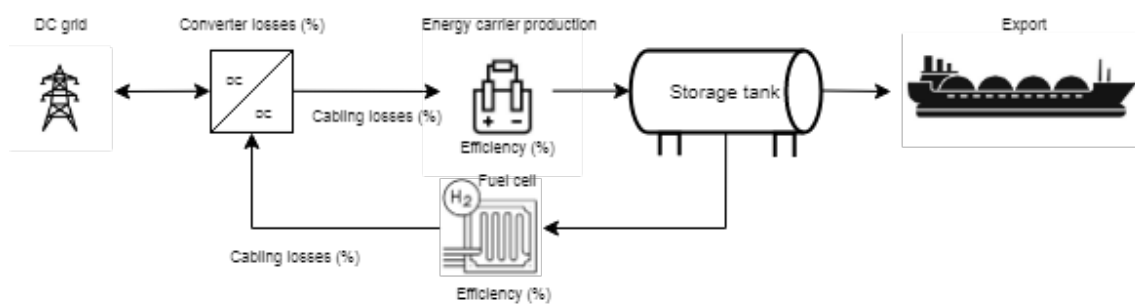 DC grid
Converter losses (%)
Energy carrier production
Export
DC
DC
Cabling losses (%)
+ −
Efficiency (%)
Storage tank
Fuel cell
H2
Cabling losses (%)
Efficiency (%)